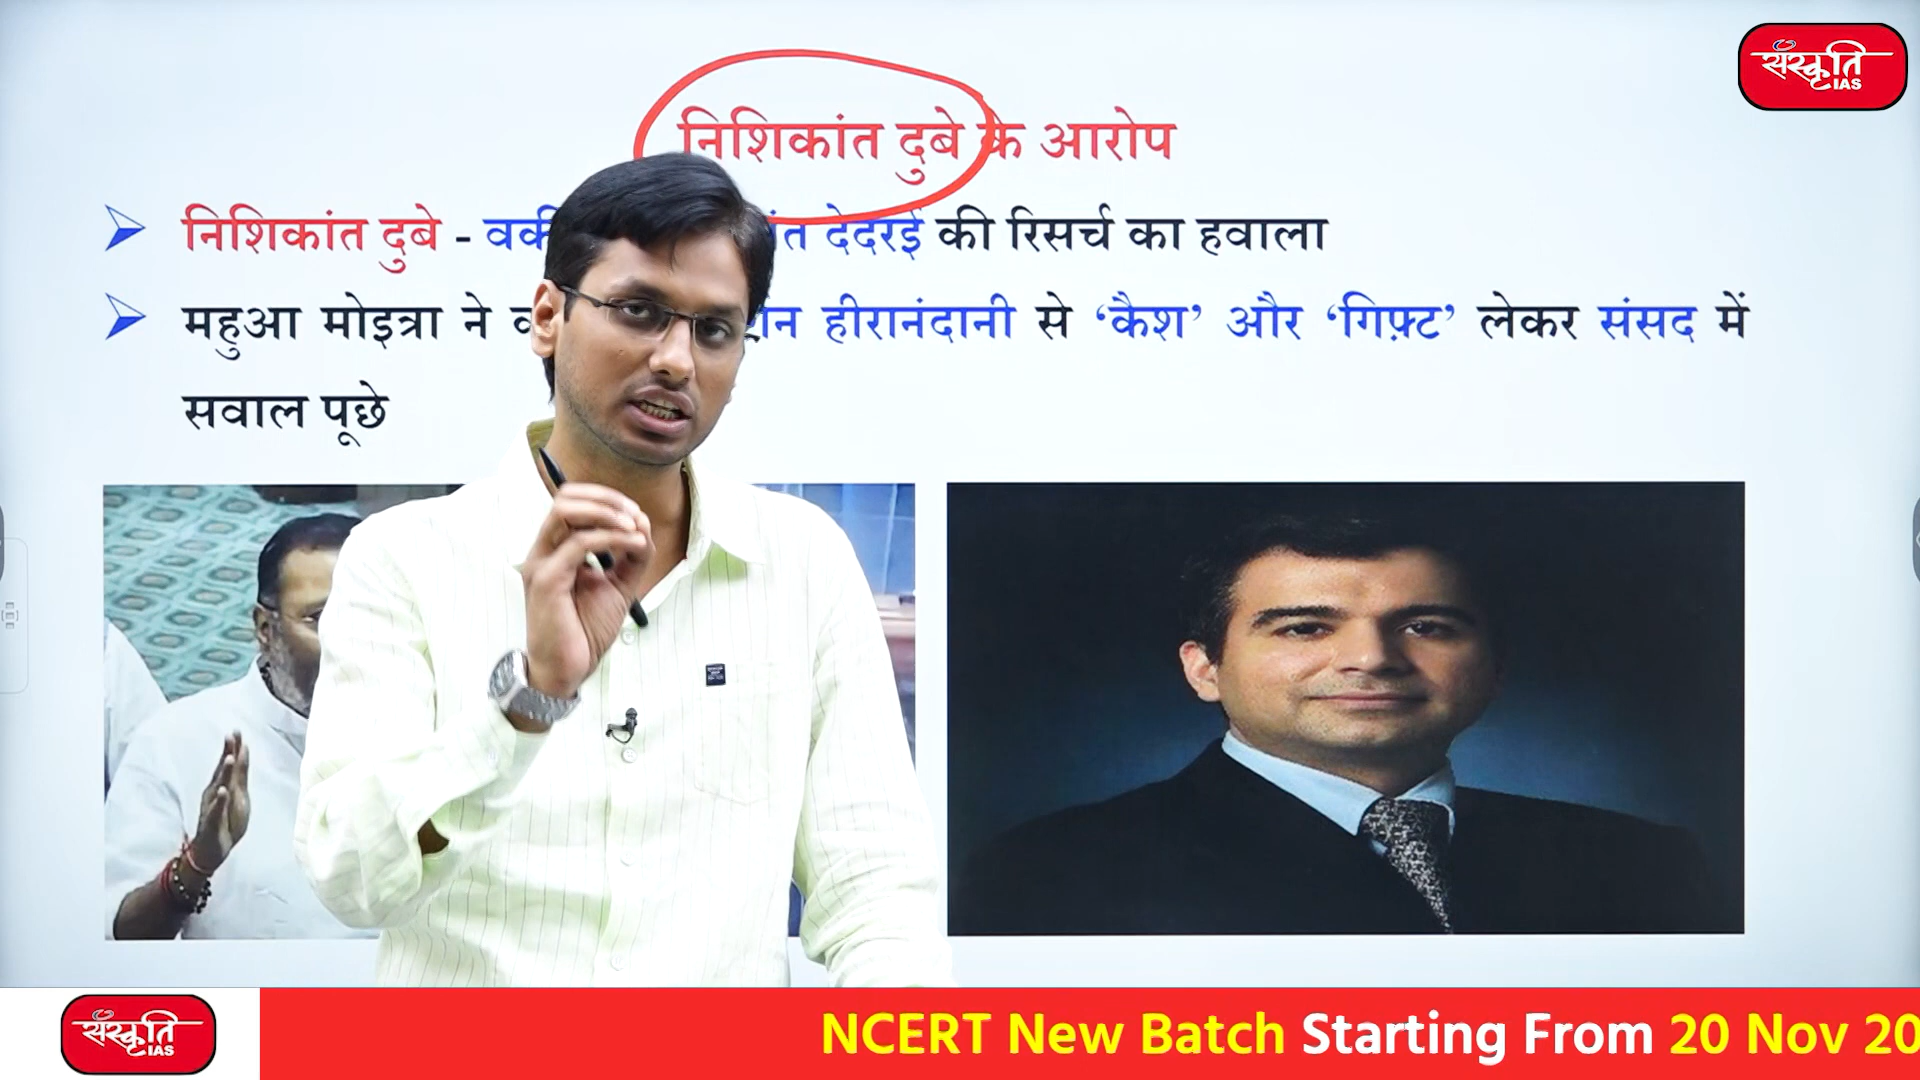 संस्कृति
IAS
निशिकांत दुबे के आरोप
निशिकांत दुबे - देदरई की रिसर्च का हवाला
महुआ मोइत्रा ने हीरानंदानी से ‘कैश’ और ‘गिफ़्ट’ लेकर संसद में
सवाल पूछे
संस्कृति
IAS
NCERT New Batch Starting From 20 Nov 20